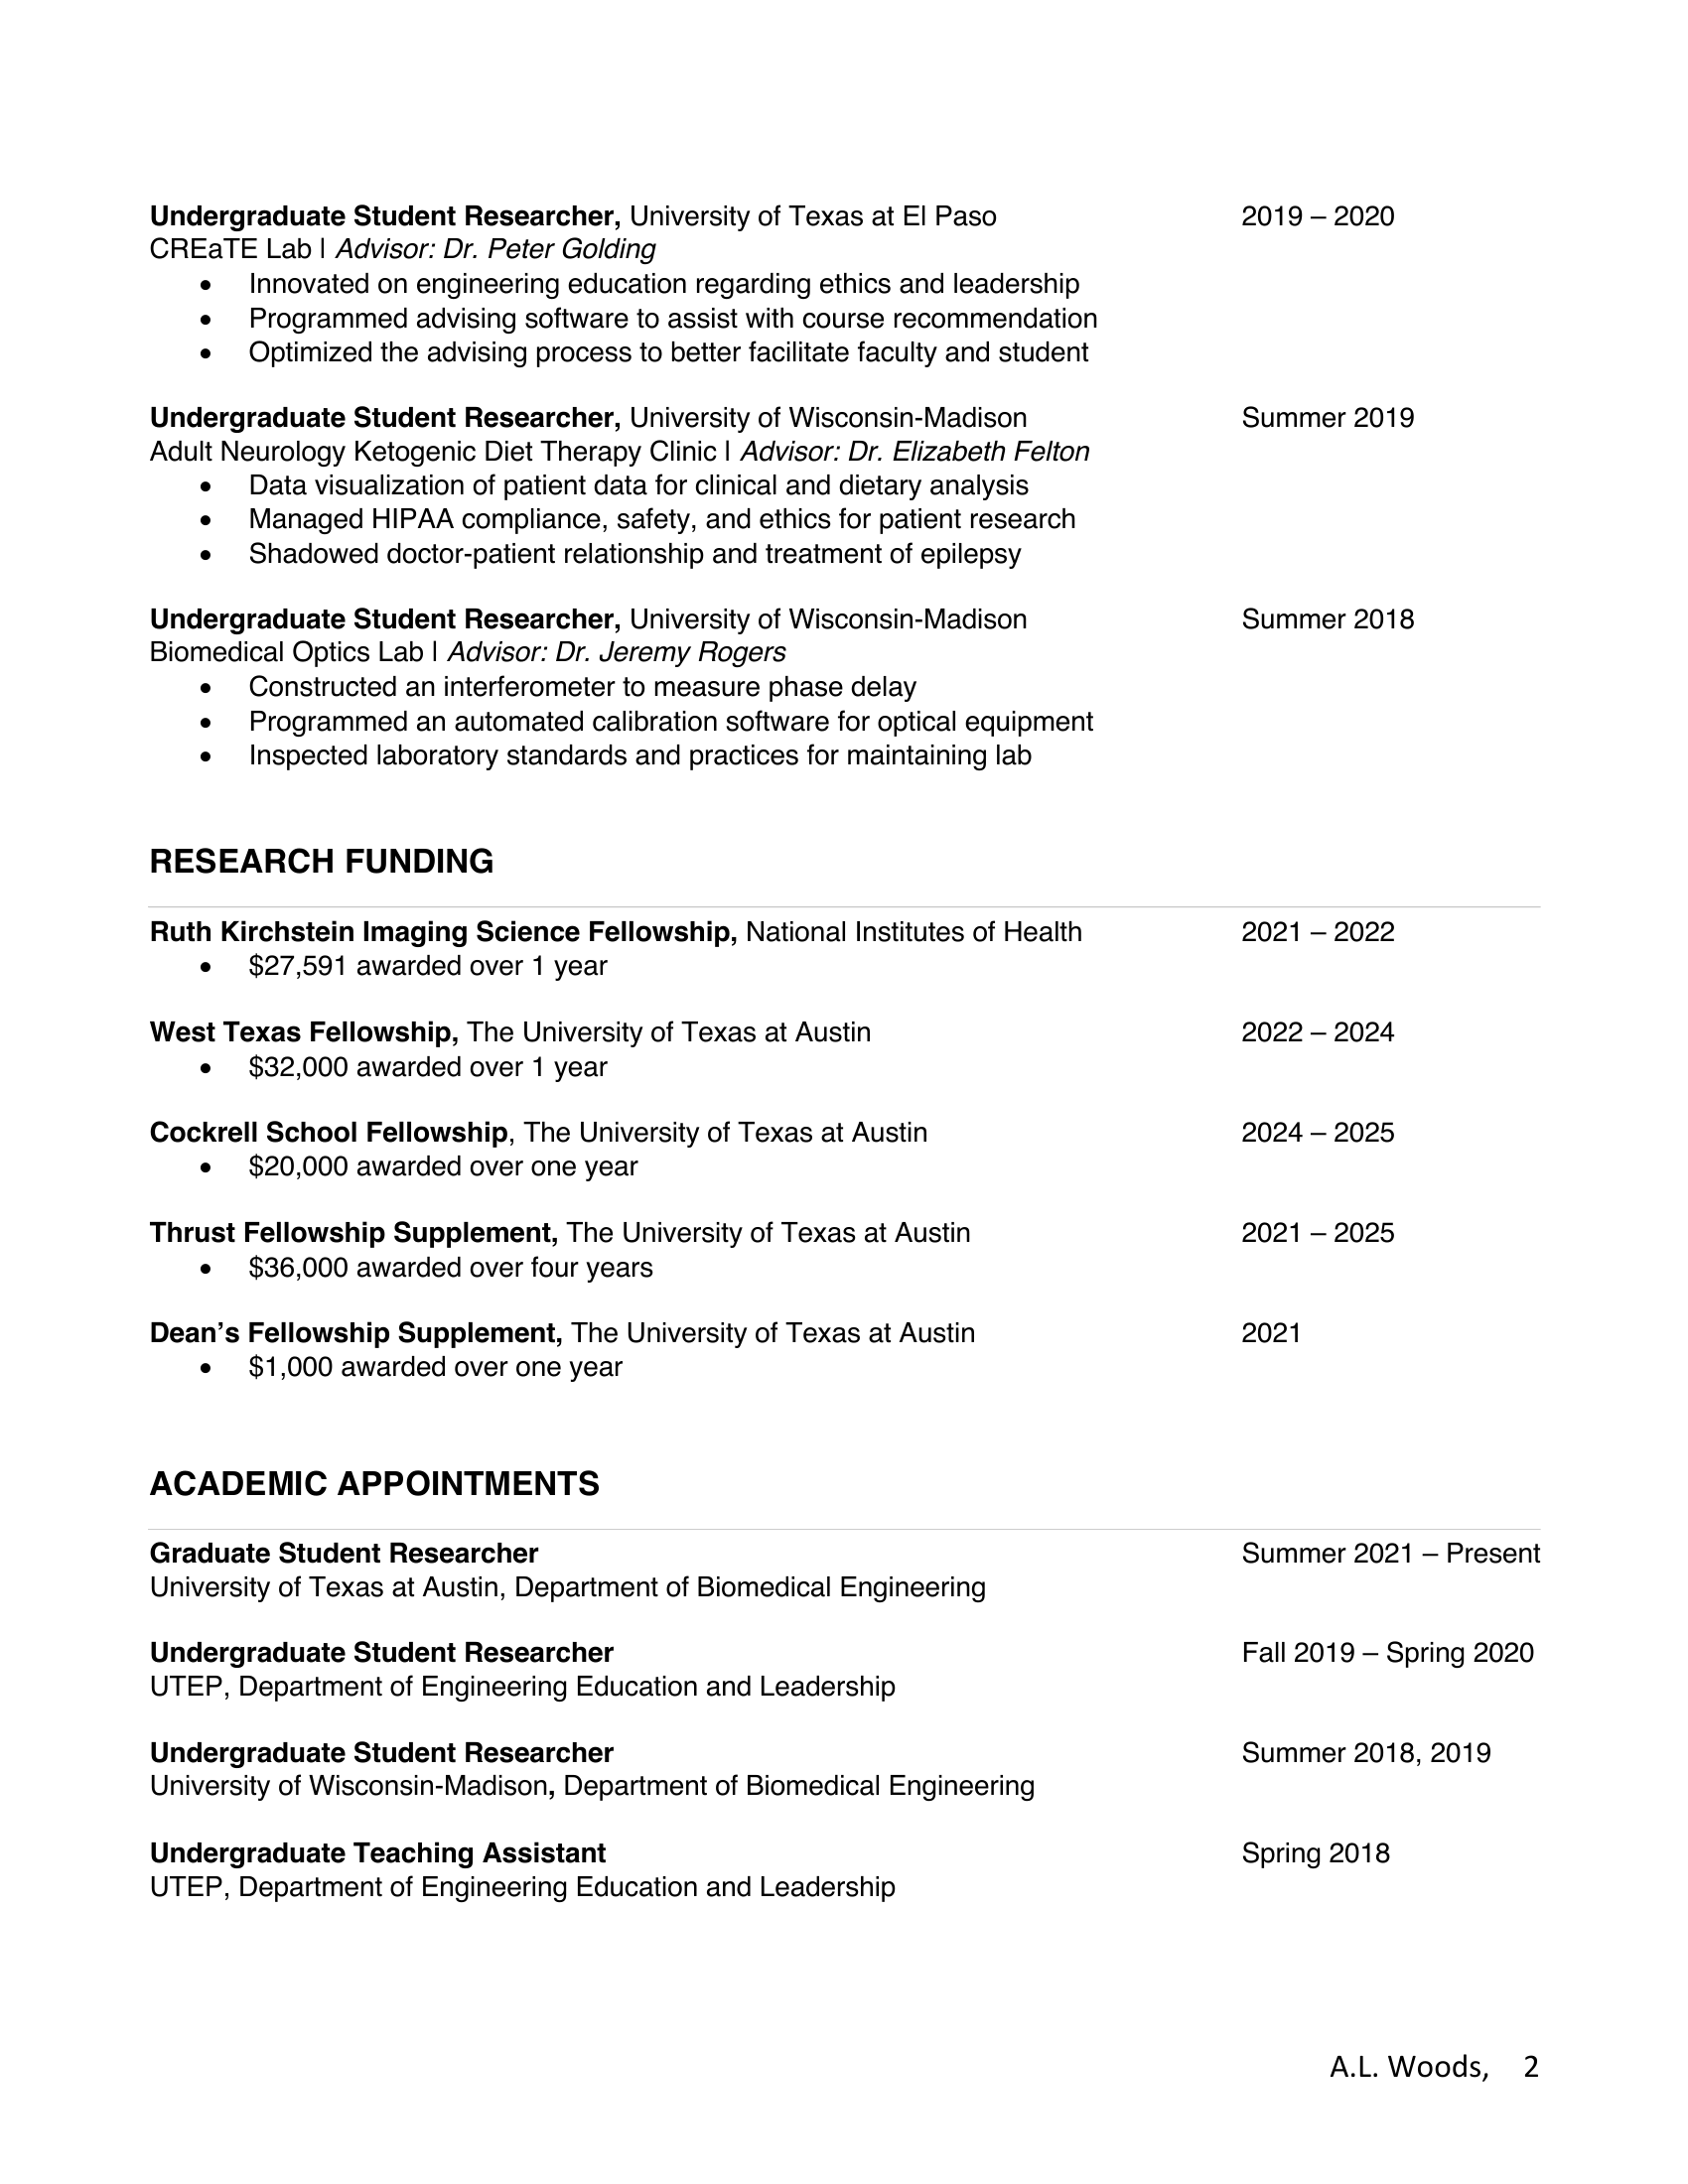 Undergraduate Student Researcher, University of Texas at El Paso 2019 – 2020
CREaTE Lab | Advisor: Dr. Peter Golding
• Innovated on engineering education regarding ethics and leadership
• Programmed advising software to assist with course recommendation
• Optimized the advising process to better facilitate faculty and student
Undergraduate Student Researcher, University of Wisconsin-Madison Summer 2019
Adult Neurology Ketogenic Diet Therapy Clinic | Advisor: Dr. Elizabeth Felton
• Data visualization of patient data for clinical and dietary analysis
• Managed HIPAA compliance, safety, and ethics for patient research
• Shadowed doctor-patient relationship and treatment of epilepsy
Undergraduate Student Researcher, University of Wisconsin-Madison Summer 2018
Biomedical Optics Lab | Advisor: Dr. Jeremy Rogers
• Constructed an interferometer to measure phase delay
• Programmed an automated calibration software for optical equipment
• Inspected laboratory standards and practices for maintaining lab
RESEARCH FUNDING
Ruth Kirchstein Imaging Science Fellowship, National Institutes of Health 2021 – 2022
• $27,591 awarded over 1 year
West Texas Fellowship, The University of Texas at Austin 2022 – 2024
• $32,000 awarded over 1 year
Cockrell School Fellowship, The University of Texas at Austin 2024 – 2025
• $20,000 awarded over one year
Thrust Fellowship Supplement, The University of Texas at Austin 2021 – 2025
• $36,000 awarded over four years
Dean’s Fellowship Supplement, The University of Texas at Austin 2021
• $1,000 awarded over one year
ACADEMIC APPOINTMENTS
Graduate Student Researcher Summer 2021 – Present
University of Texas at Austin, Department of Biomedical Engineering
Undergraduate Student Researcher Fall 2019 – Spring 2020
UTEP, Department of Engineering Education and Leadership
Undergraduate Student Researcher Summer 2018, 2019
University of Wisconsin-Madison, Department of Biomedical Engineering
Undergraduate Teaching Assistant Spring 2018
UTEP, Department of Engineering Education and Leadership
A.L. Woods, 2